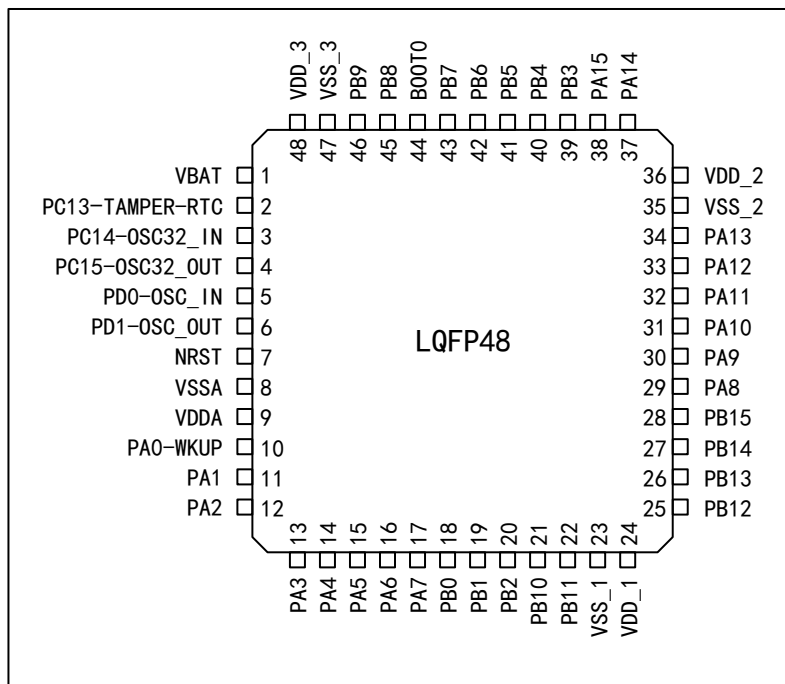 VDD_3
VSS_3
PB9
PB8
BOOT0
PB7
PB6
PB5
PB4
PB3
PA15
PA14
48
47
46
45
44
43
42
41
40
39
38
37
VBAT 1
PC13-TAMPER-RTC 2
PC14-OSC32_IN 3
PC15-OSC32_OUT 4
PD0-OSC_IN 5
PD1-OSC_OUT 6
NRST 7
VSSA 8
VDDA 9
PA0-WKUP 10
PA1 11
PA2 12
LQFP48
36 VDD_2
35 VSS_2
34 PA13
33 PA12
32 PA11
31 PA10
30 PA9
29 PA8
28 PB15
27 PB14
26 PB13
25 PB12
13
14
15
16
17
18
19
20
21
22
23
24
PA3
PA4
PA5
PA6
PA7
PB0
PB1
PB2
PB10
PB11
VSS_1
VDD_1